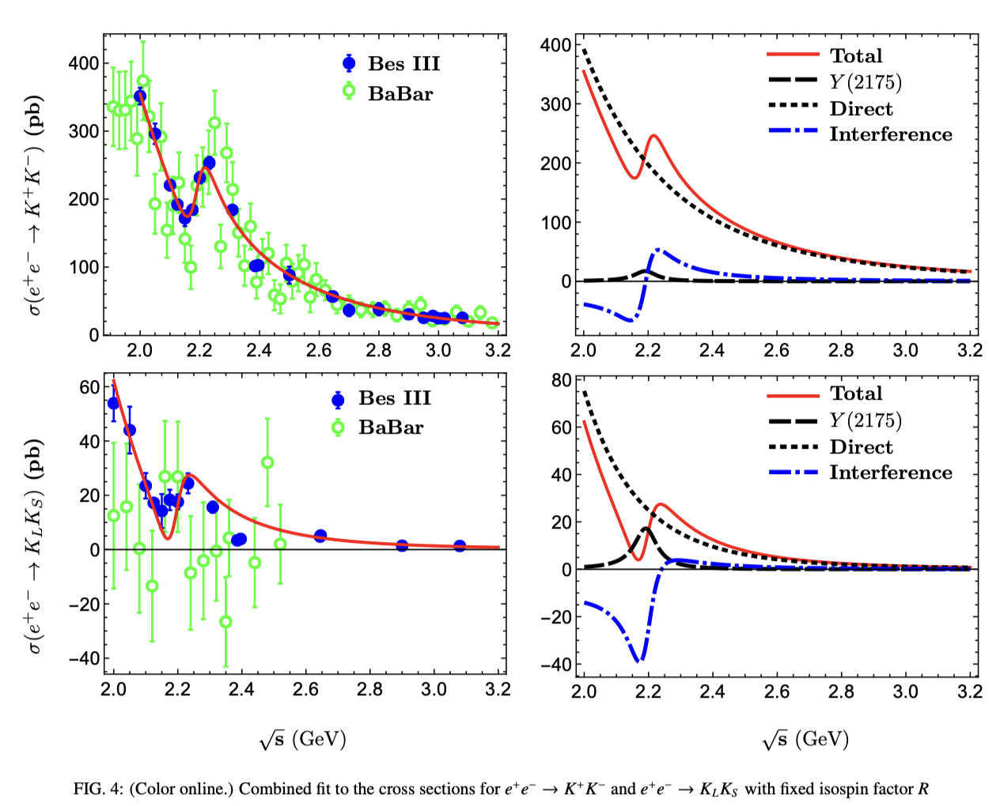 σ(e⁺e⁻ → K⁺K⁻) (pb)
400
300
200
100
0
2.0 2.2 2.4 2.6 2.8 3.0 3.2
Bes III
BaBar
400
300
200
100
0
2.0 2.2 2.4 2.6 2.8 3.0 3.2
Total
Y(2175)
Direct
Interference
σ(e⁺e⁻ → K_L K_S) (pb)
60
40
20
0
−20
−40
2.0 2.2 2.4 2.6 2.8 3.0 3.2
Bes III
BaBar
√s (GeV)
80
60
40
20
0
−20
−40
2.0 2.2 2.4 2.6 2.8 3.0 3.2
Total
Y(2175)
Direct
Interference
√s (GeV)
FIG. 4: (Color online.) Combined fit to the cross sections for e⁺e⁻ → K⁺K⁻ and e⁺e⁻ → K_L K_S with fixed isospin factor R